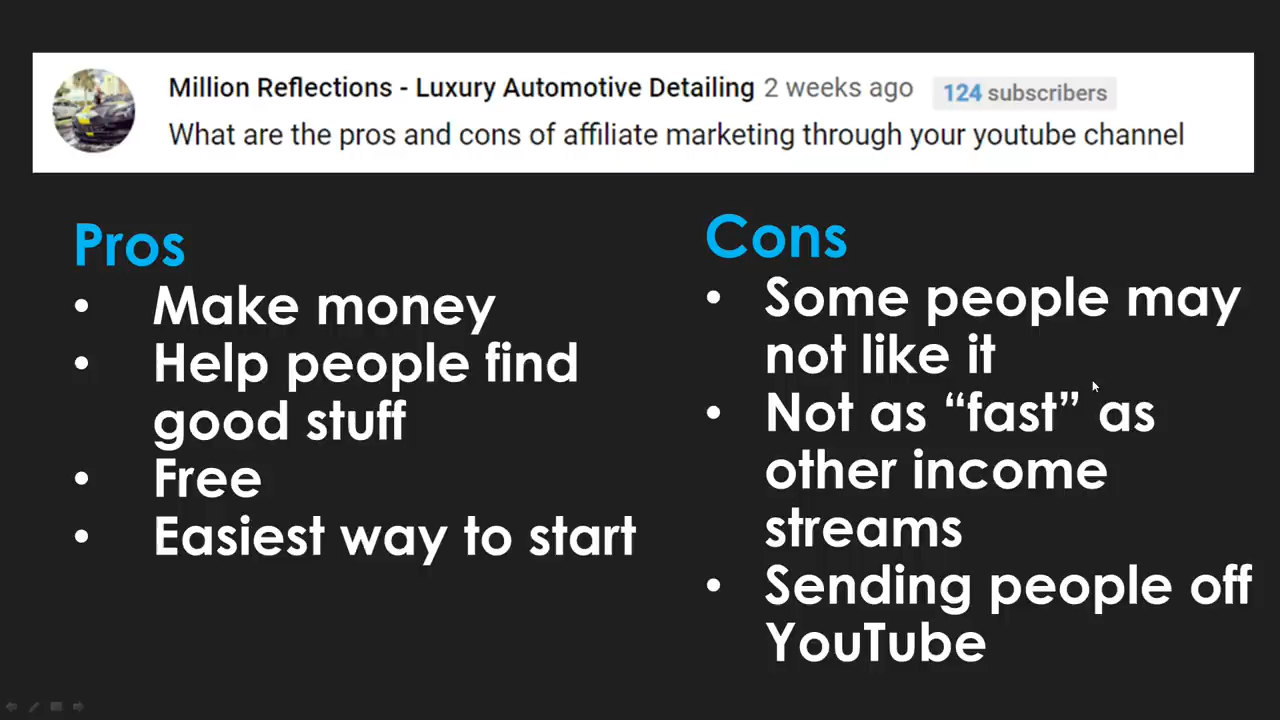 Million Reflections - Luxury Automotive Detailing 2 weeks ago 124 subscribers
What are the pros and cons of affiliate marketing through your youtube channel
Pros
• Make money
• Help people find
good stuff
• Free
• Easiest way to start
Cons
• Some people may
not like it
• Not as “fast” as
other income
streams
• Sending people off
YouTube